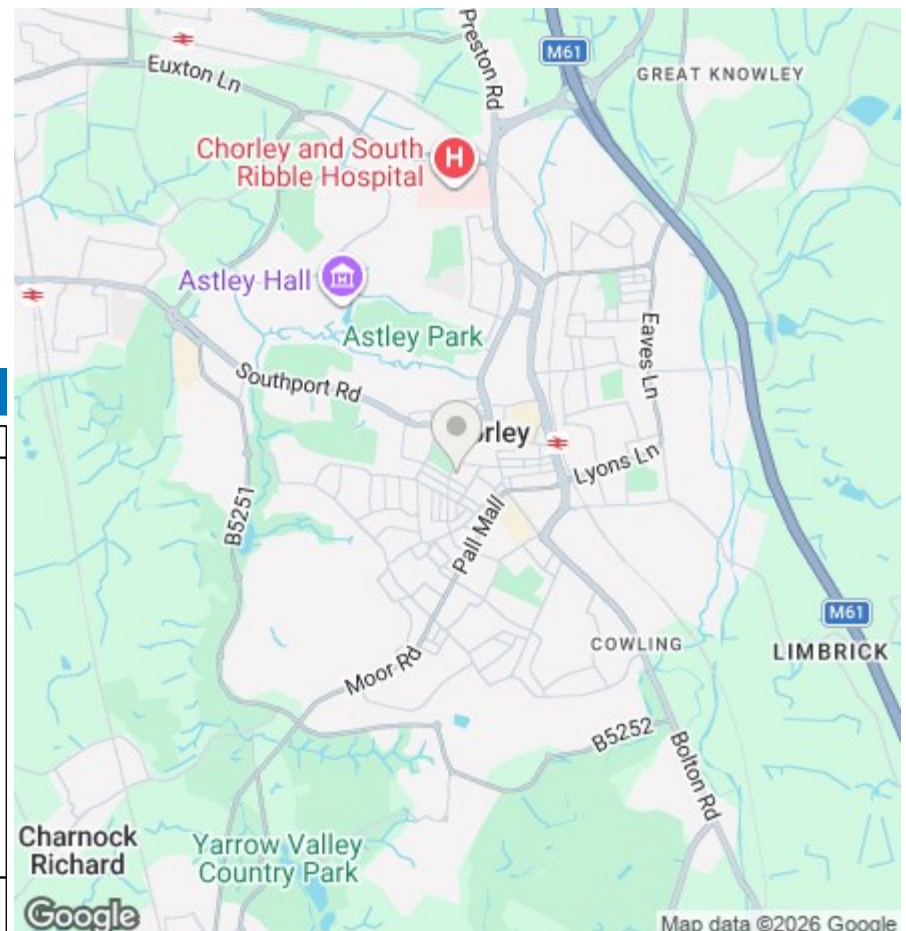 Preston Rd
M61
Euxton Ln
GREAT KNOWLEY
Chorley and South
Ribble Hospital
H
Astley Hall
Astley Park
Eaves Ln
Southport Rd
orley
Lyons Ln
B5251
Pall Mall
M61
COWLING
LIMBRICK
Moor Rd
B5252
Bolton Rd
Charnock
Richard
Yarrow Valley
Country Park
Google
Map data ©2026 Google